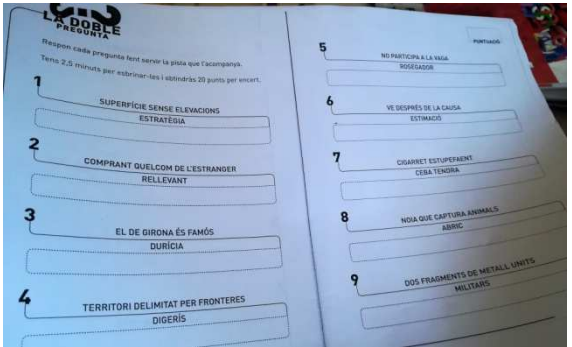 LA DOBLE
PREGUNTA
Respon cada pregunta fent servir la pista que l'acompanya.
Tens 2,5 minuts per esbrinar-les i obtindràs 20 punts per encert.
1
SUPERFÍCIE SENSE ELEVACIONS
ESTRATÈGIA
2
COMPRANT QUELCOM DE L'ESTRANGER
RELLEVANT
3
EL DE GIRONA ÉS FAMÓS
DURÍCIA
4
TERRITORI DELIMITAT PER FRONTERES
DIGERÍS
PUNTUACIÓ
5
NO PARTICIPA A LA VAGA
ROSEGADOR
6
VE DESPRÉS DE LA CAUSA
ESTIMACIÓ
7
CIGARRET ESTUPEFAENT
CEBA TENDRA
8
NOIA QUE CAPTURA ANIMALS
ABRIC
9
DOS FRAGMENTS DE METALL UNITS
MILITARS